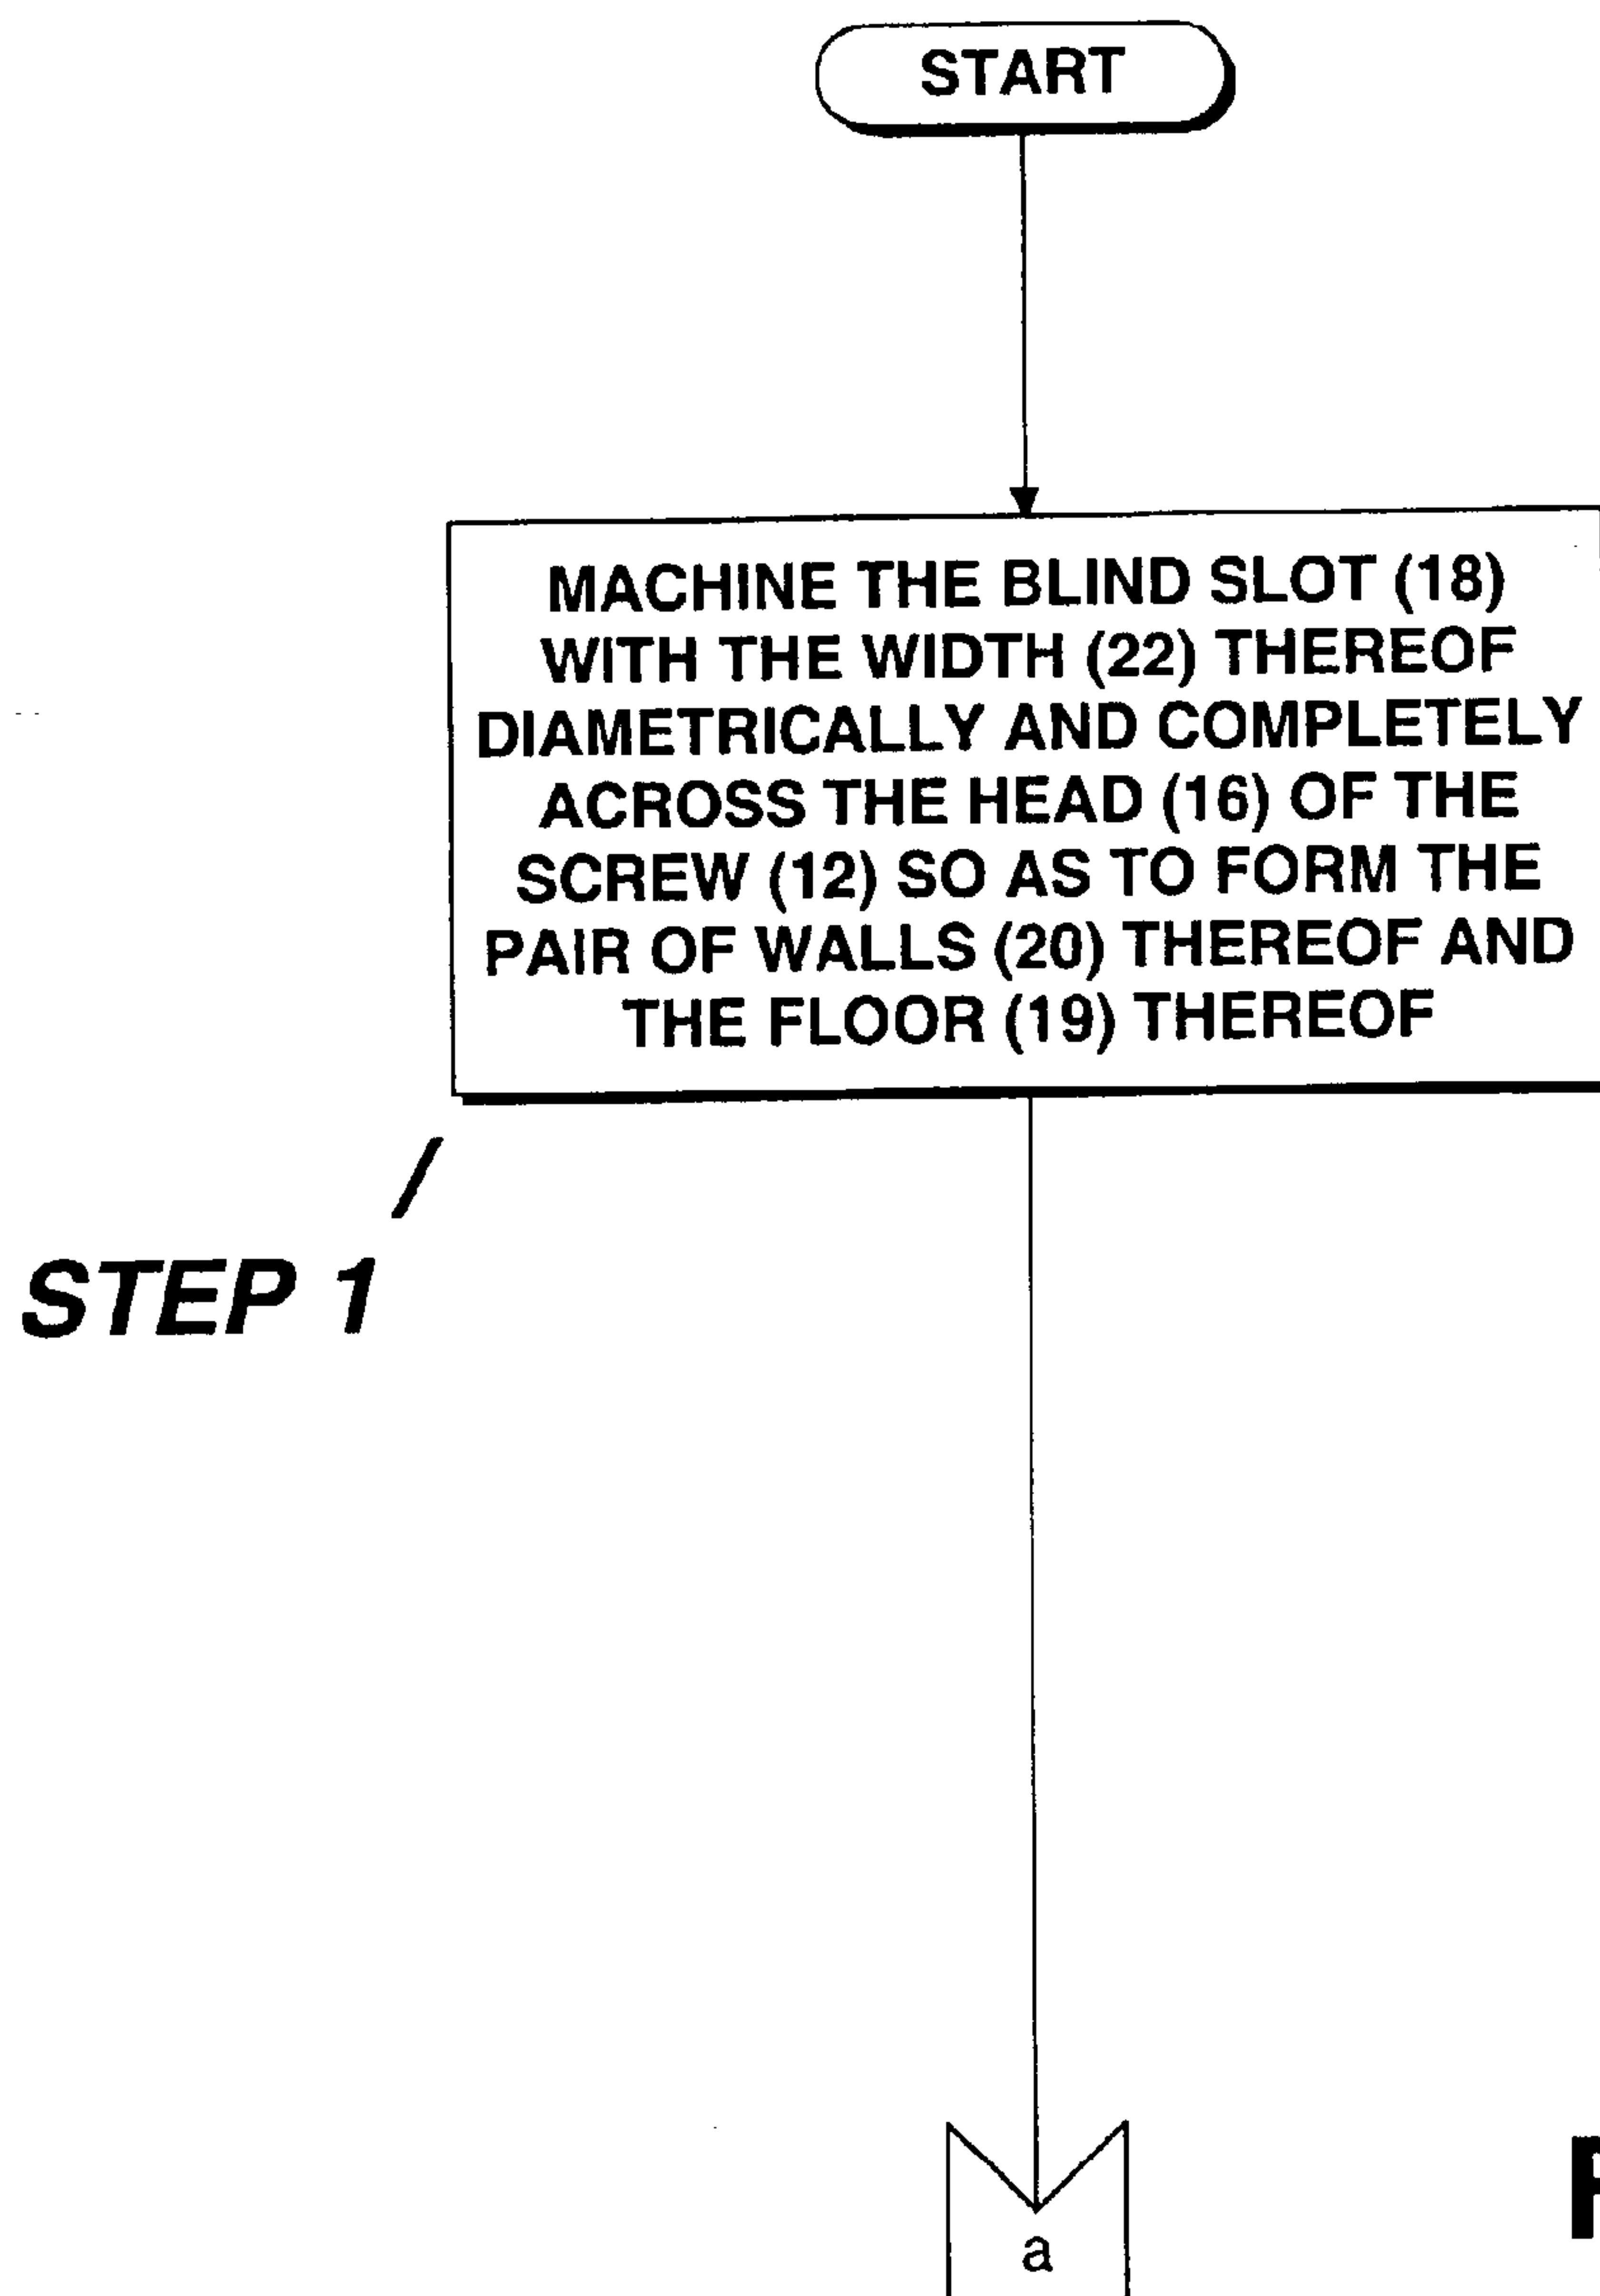 START
MACHINE THE BLIND SLOT (18)
WITH THE WIDTH (22) THEREOF
DIAMETRICALLY AND COMPLETELY
ACROSS THE HEAD (16) OF THE
SCREW (12) SO AS TO FORM THE
PAIR OF WALLS (20) THEREOF AND
THE FLOOR (19) THEREOF
STEP 1
a